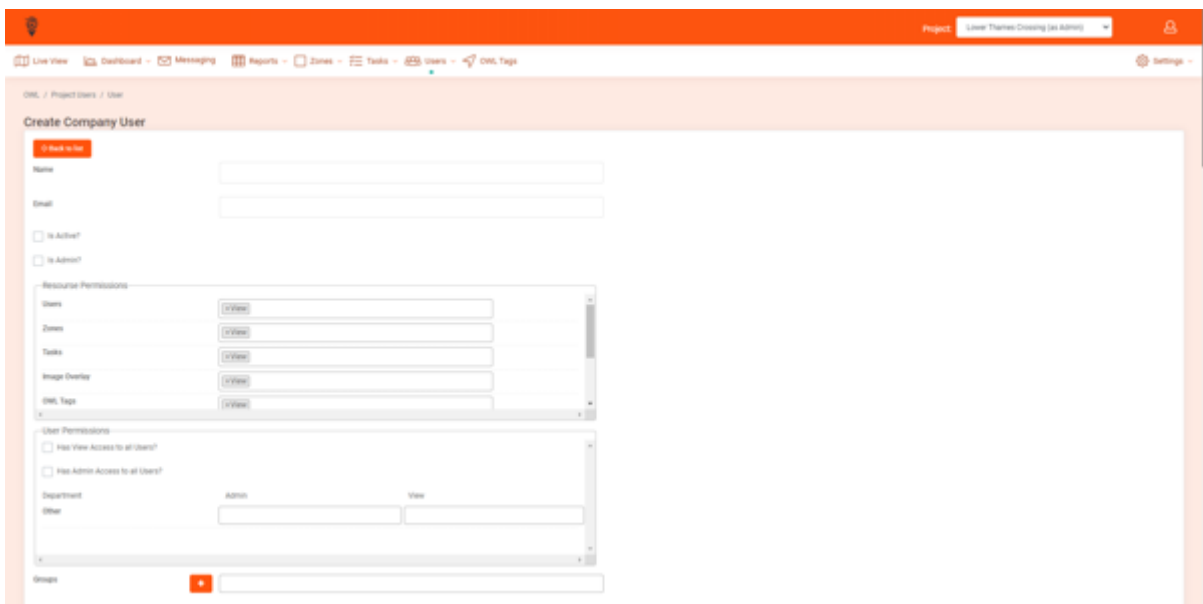 Project: Lower Thames Crossing (as Admin)
Live View Dashboard Messaging Reports Zones Tasks Users OWL Tags Settings
OWL / Project Users / User
Create Company User
Back to list
Name
Email
Is Active?
Is Admin?
Resourse Permissions
Users ×View
Zones ×View
Tasks ×View
Image Overlay ×View
OWL Tags ×View
User Permissions
Has View Access to all Users?
Has Admin Access to all Users?
Department Admin View
Other
Groups +